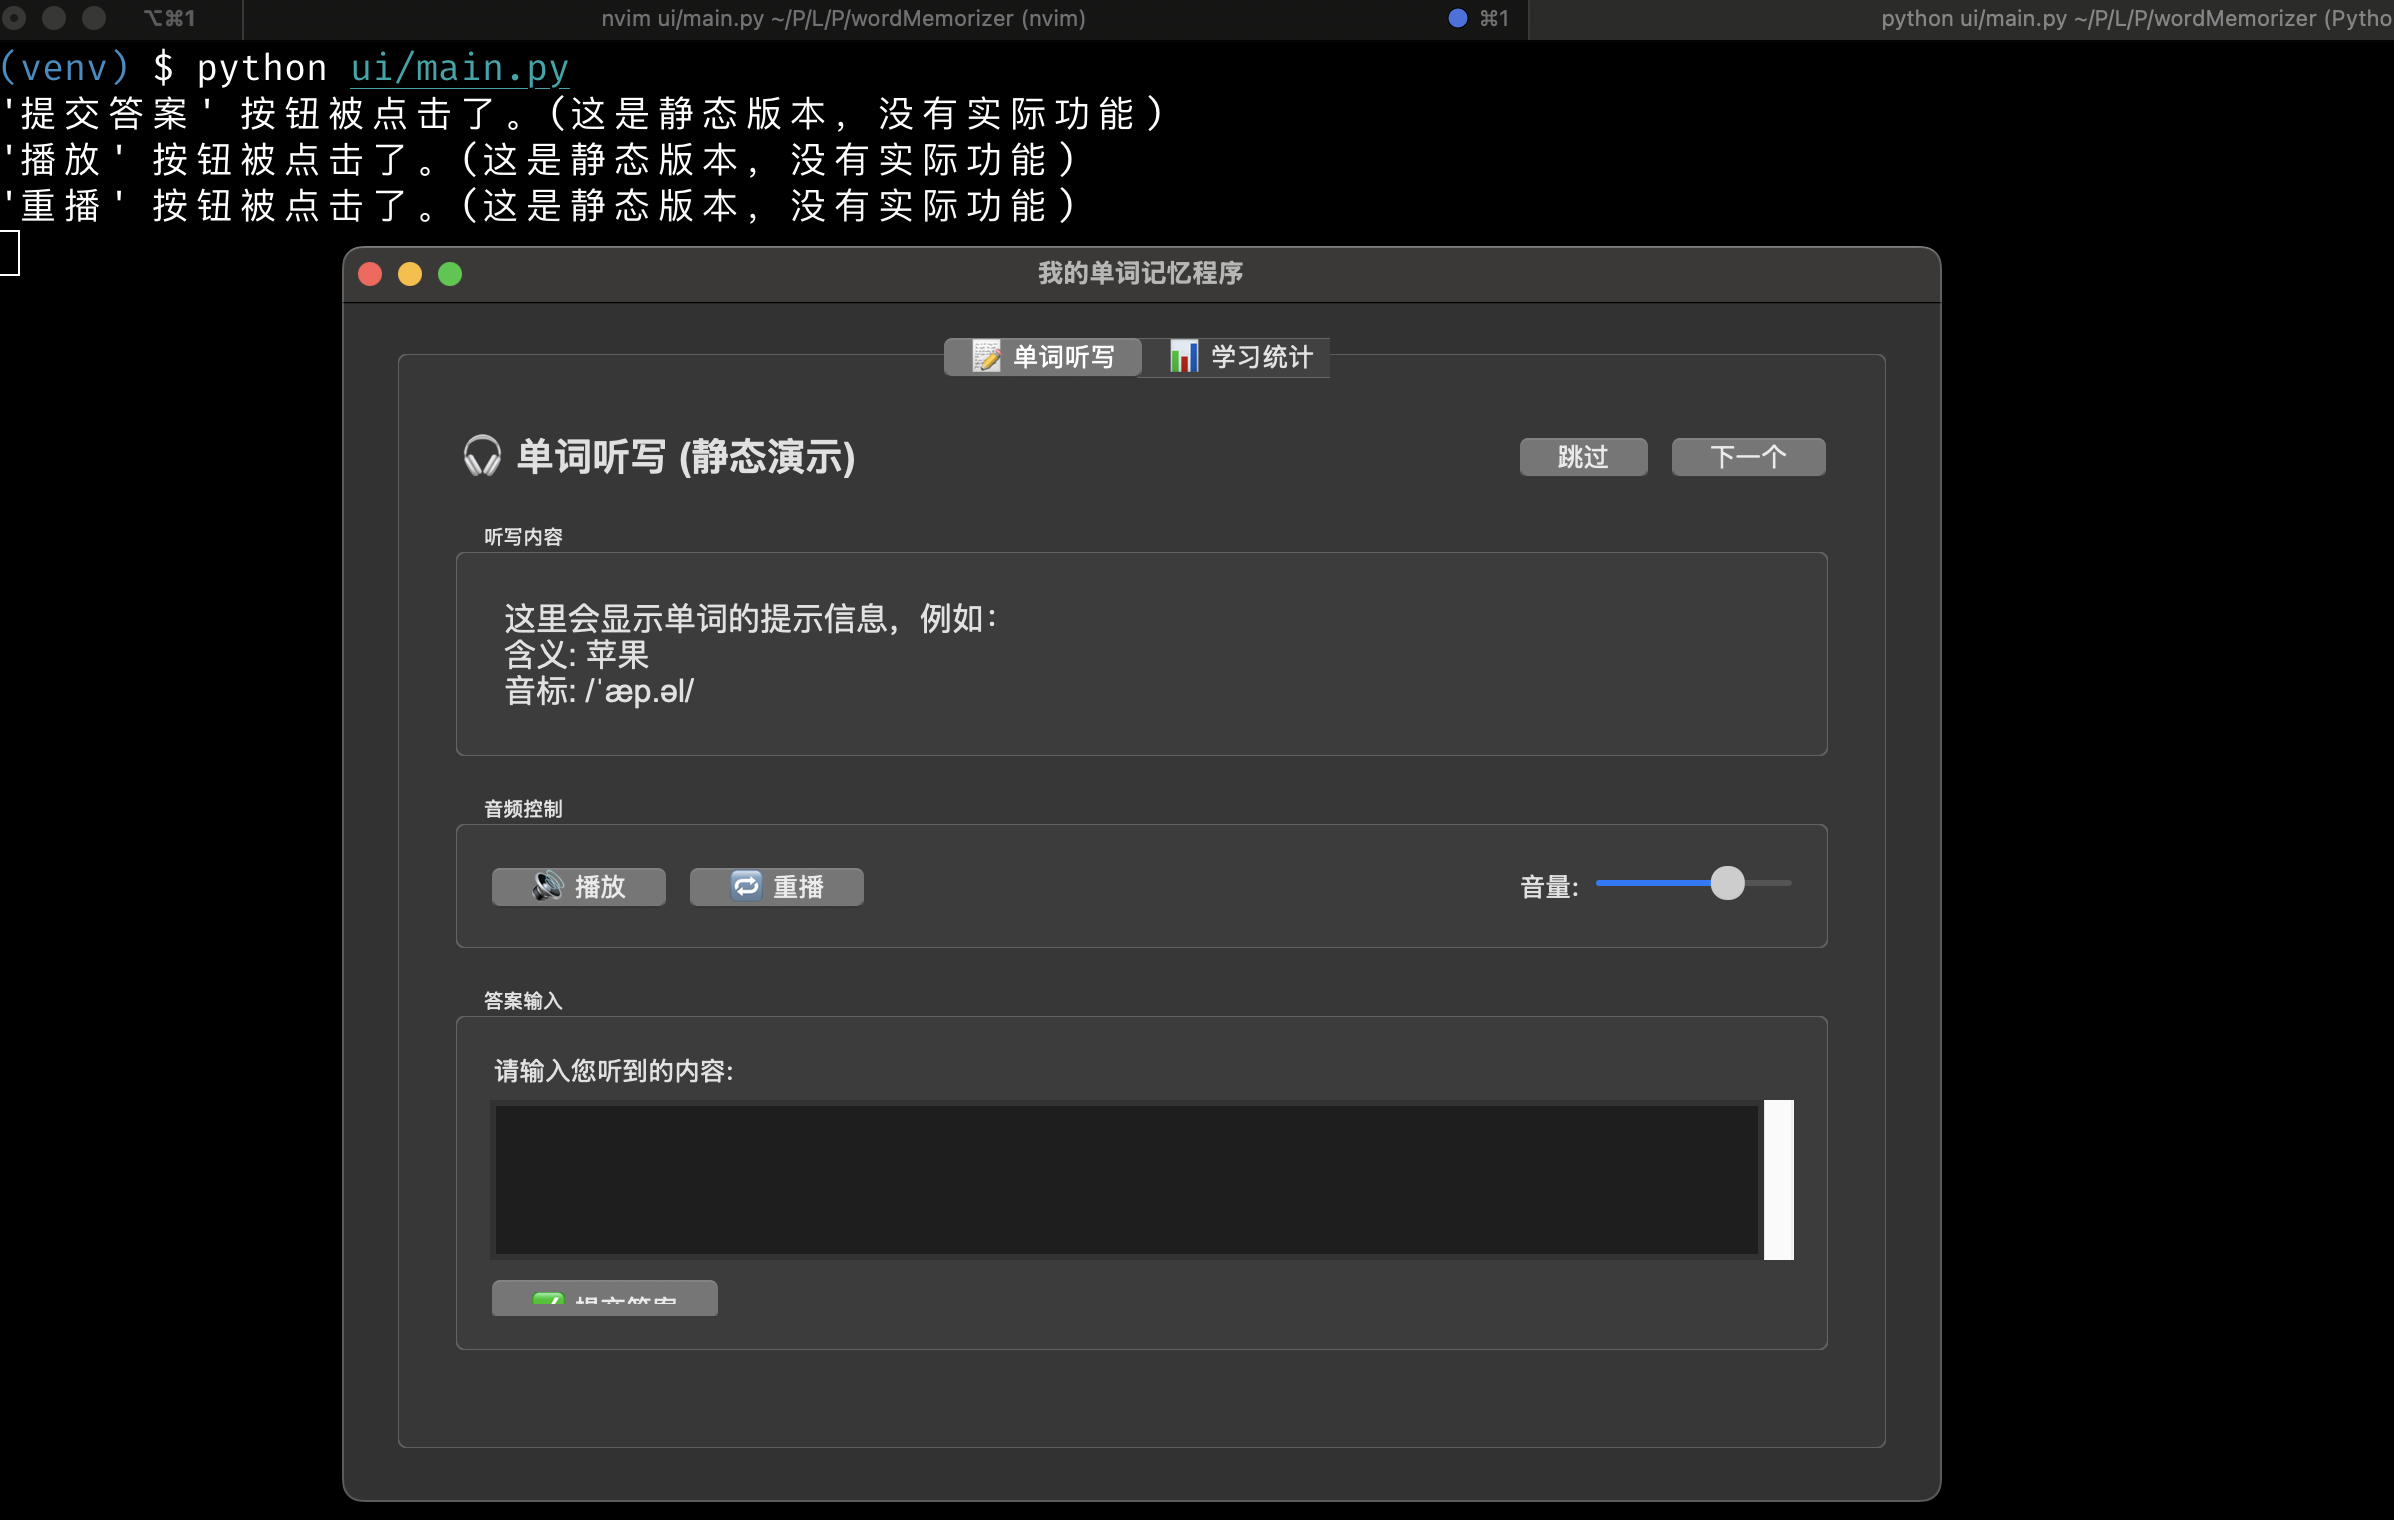 ⌥⌘1
nvim ui/main.py ~/P/L/P/wordMemorizer (nvim)
⌘1
python ui/main.py ~/P/L/P/wordMemorizer (Pytho
(venv) $ python ui/main.py
'提交答案' 按钮被点击了。(这是静态版本, 没有实际功能)
'播放' 按钮被点击了。(这是静态版本, 没有实际功能)
'重播' 按钮被点击了。(这是静态版本, 没有实际功能)
我的单词记忆程序
📝 单词听写
📊 学习统计
🎧 单词听写 (静态演示)
跳过
下一个
听写内容
这里会显示单词的提示信息，例如：
含义: 苹果
音标: /ˈæp.əl/
音频控制
🔊 播放
🔁 重播
音量:
答案输入
请输入您听到的内容: